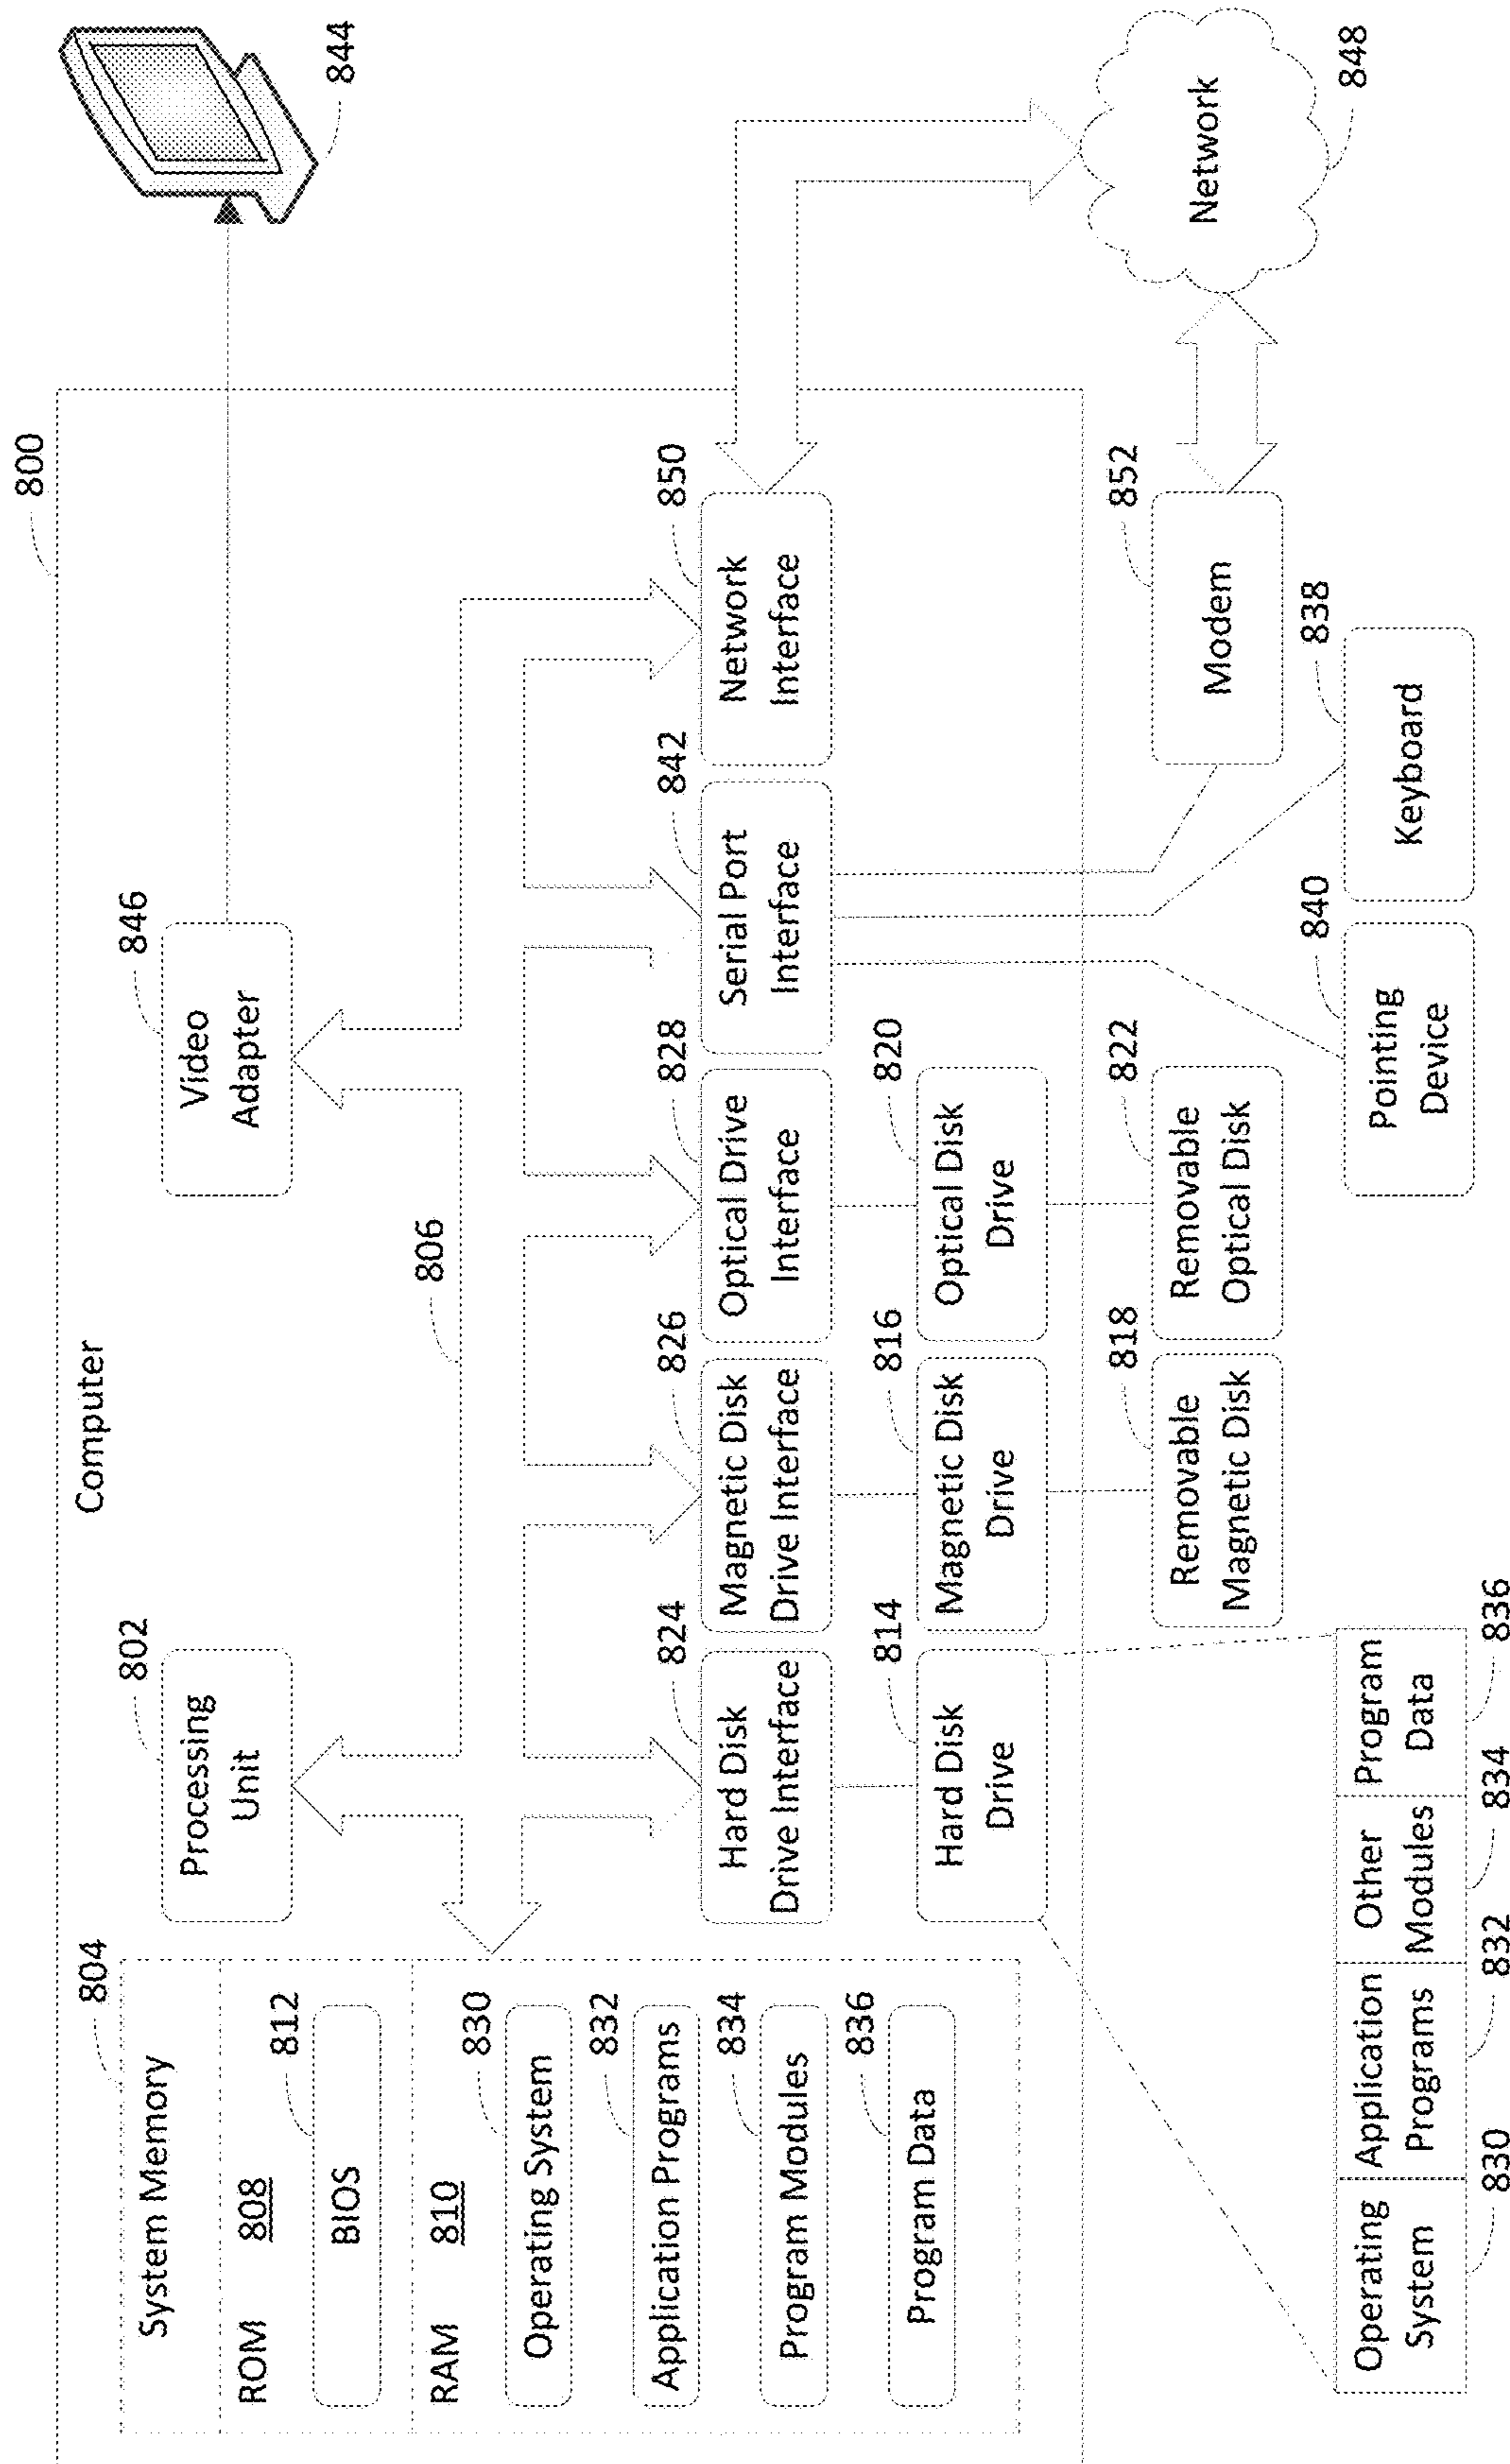 800
Computer
844
804
System Memory
ROM 808
812
BIOS
RAM 810
830
Operating System
832
Application Programs
834
Program Modules
836
Program Data
802
Processing
Unit
846
Video
Adapter
806
824
Hard Disk
Drive Interface
826
Magnetic Disk
Drive Interface
828
Optical Drive
Interface
842
Serial Port
Interface
850
Network
Interface
814
Hard Disk
Drive
816
Magnetic Disk
Drive
820
Optical Disk
Drive
818
Removable
Magnetic Disk
822
Removable
Optical Disk
852
Modem
Network
848
840
Pointing
Device
838
Keyboard
Operating
System
830
Application
Programs
832
Other
Modules
834
Program
Data
836